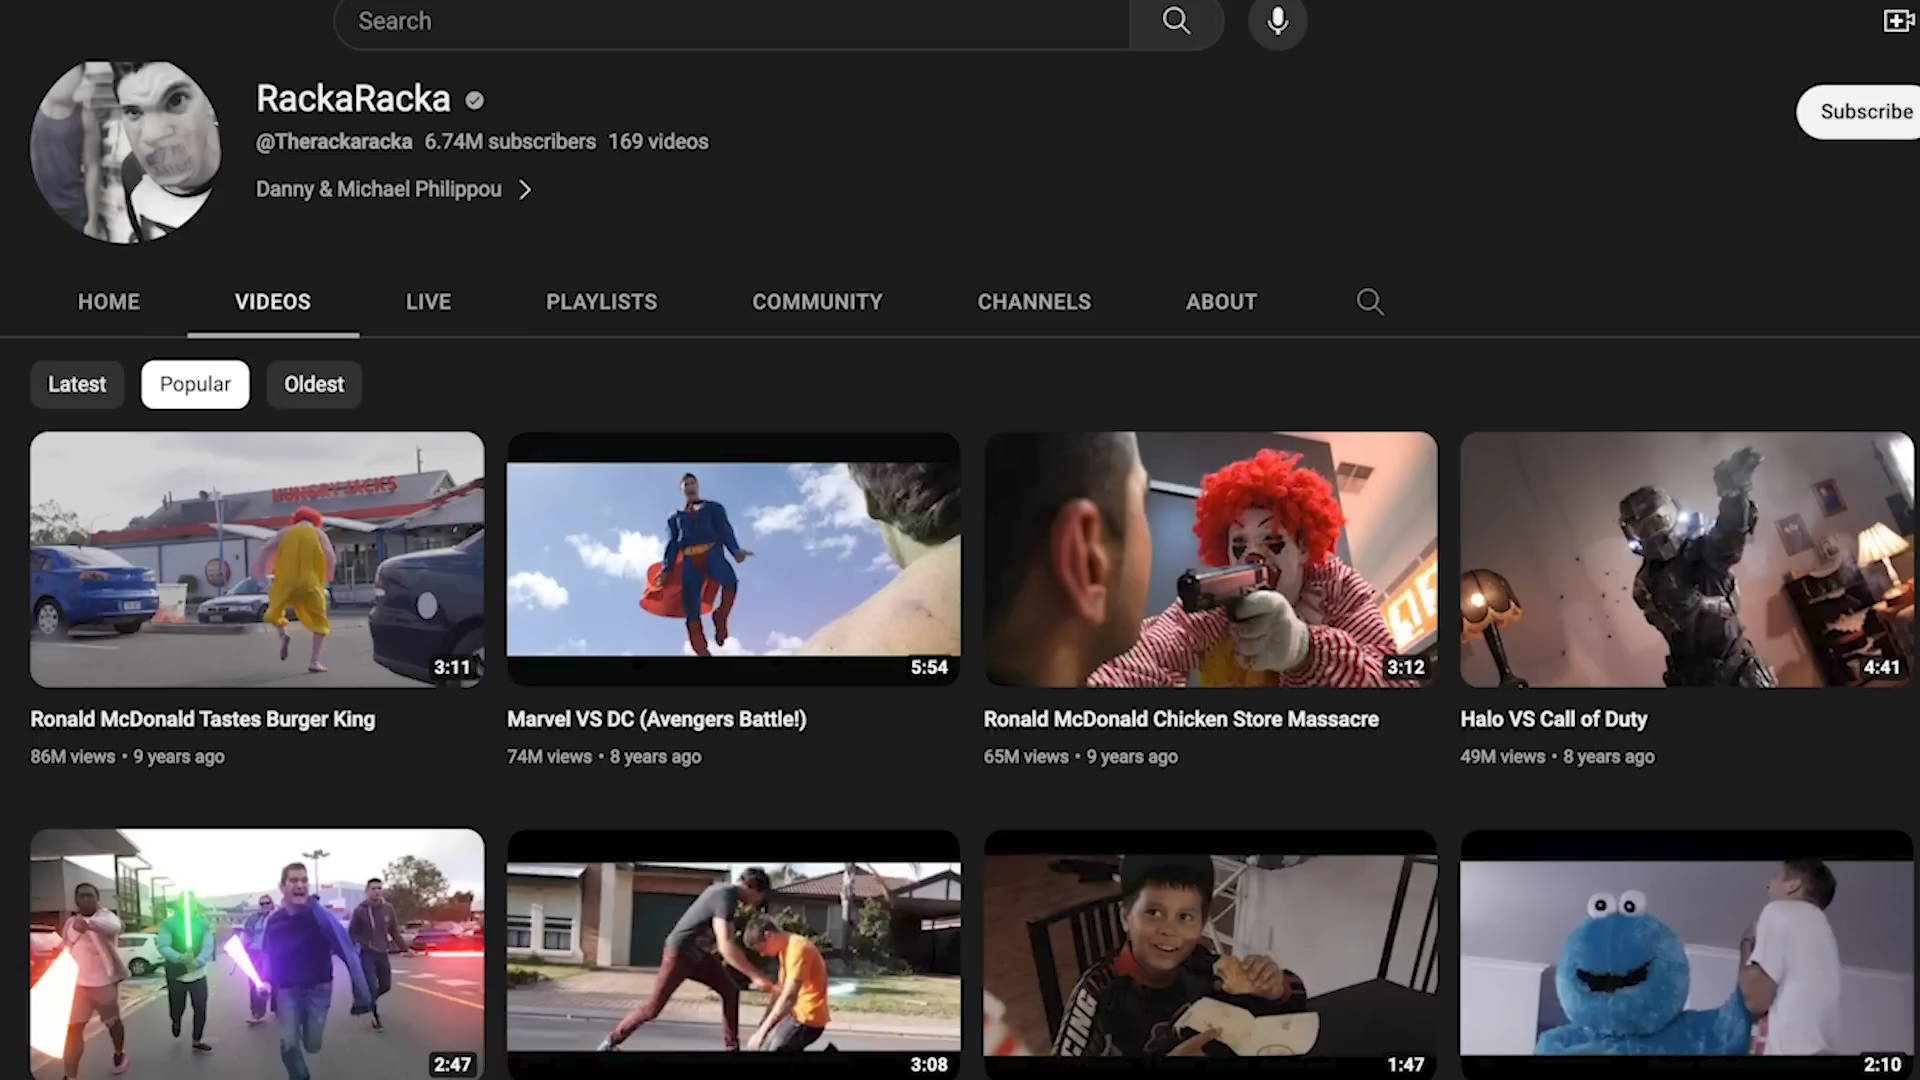 Search
RackaRacka
@Therackaracka 6.74M subscribers 169 videos
Subscribe
Danny & Michael Philippou
HOME VIDEOS LIVE PLAYLISTS COMMUNITY CHANNELS ABOUT
Latest Popular Oldest
HUNGRY JACKS
3:11 5:54 3:12 4:41
Ronald McDonald Tastes Burger King Marvel VS DC (Avengers Battle!) Ronald McDonald Chicken Store Massacre Halo VS Call of Duty
86M views • 9 years ago 74M views • 8 years ago 65M views • 9 years ago 49M views • 8 years ago
2:47 3:08 1:47 2:10